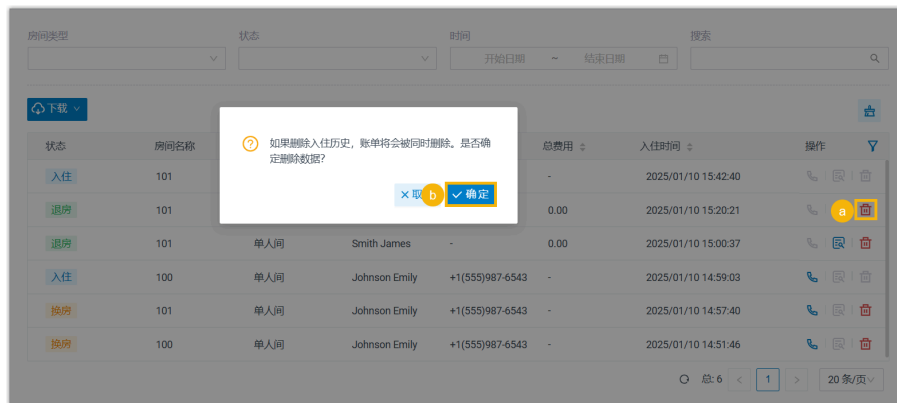 房间类型 状态 时间 搜索
开始日期 ~ 结束日期
下载
状态 房间名称 总费用 入住时间 操作
如果删除入住历史，账单将会被同时删除。是否确
定删除数据？
取 b 确定
入住 101 - 2025/01/10 15:42:40
退房 101 0.00 2025/01/10 15:20:21 a
退房 101 单人间 Smith James - 0.00 2025/01/10 15:00:37
入住 100 单人间 Johnson Emily +1(555)987-6543 - 2025/01/10 14:59:03
换房 101 单人间 Johnson Emily +1(555)987-6543 - 2025/01/10 14:57:40
换房 100 单人间 Johnson Emily +1(555)987-6543 - 2025/01/10 14:51:46
总: 6 < 1 > 20 条/页